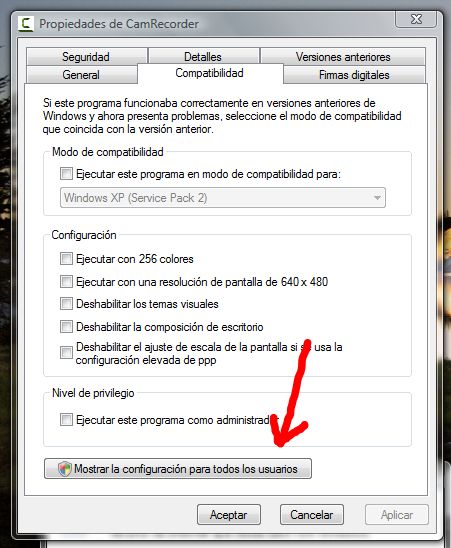 Propiedades de CamRecorder
Seguridad
Detalles
Versiones anteriores
General
Compatibilidad
Firmas digitales
Si este programa funcionaba correctamente en versiones anteriores de
Windows y ahora presenta problemas, seleccione el modo de compatibilidad
que coincida con la versión anterior.
Modo de compatibilidad
Ejecutar este programa en modo de compatibilidad para:
Windows XP (Service Pack 2)
Configuración
Ejecutar con 256 colores
Ejecutar con una resolución de pantalla de 640 x 480
Deshabilitar los temas visuales
Deshabilitar la composición de escritorio
Deshabilitar el ajuste de escala de la pantalla si se usa la
configuración elevada de ppp
Nivel de privilegio
Ejecutar este programa como administrador
Mostrar la configuración para todos los usuarios
Aceptar
Cancelar
Aplicar